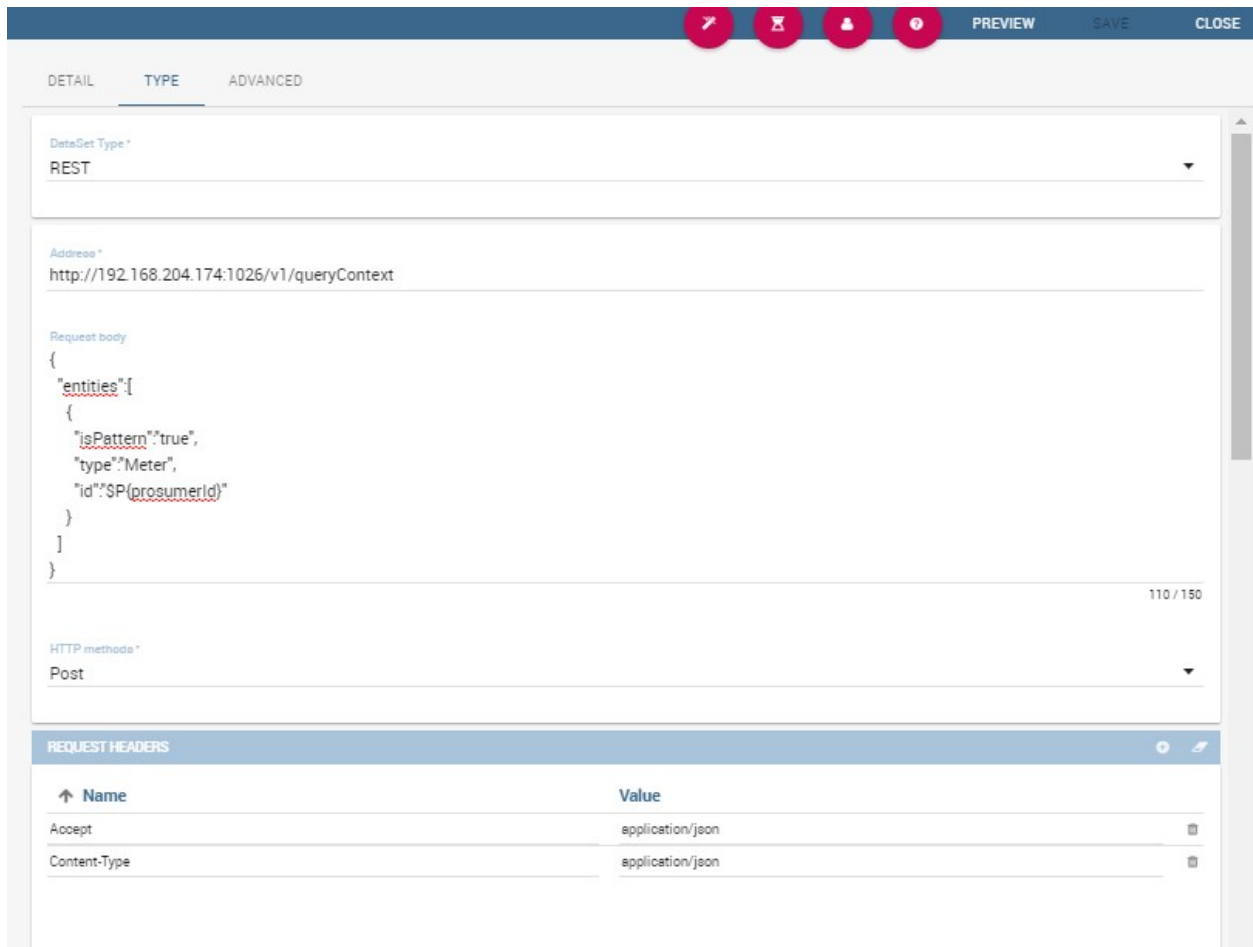 PREVIEW SAVE CLOSE
DETAIL TYPE ADVANCED
DataSet Type *
REST
Address *
http://192.168.204.174:1026/v1/queryContext
Request body
{
"entities":[
{
"isPattern":"true",
"type":"Meter",
"id":"$P{prosumerId}"
}
]
}
110 / 150
HTTP methods *
Post
REQUEST HEADERS
Name Value
Accept application/json
Content-Type application/json